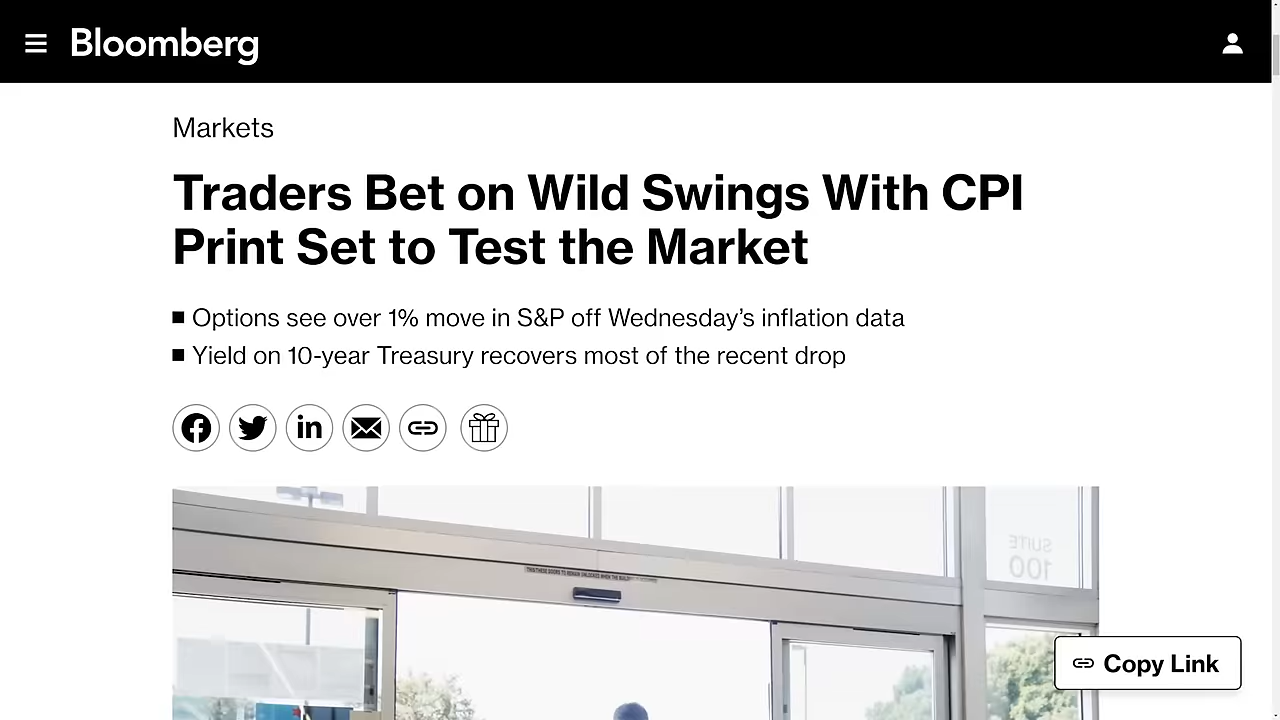 Bloomberg
Markets
Traders Bet on Wild Swings With CPI
Print Set to Test the Market
Options see over 1% move in S&P off Wednesday’s inflation data
Yield on 10-year Treasury recovers most of the recent drop
SUITE
100
Copy Link